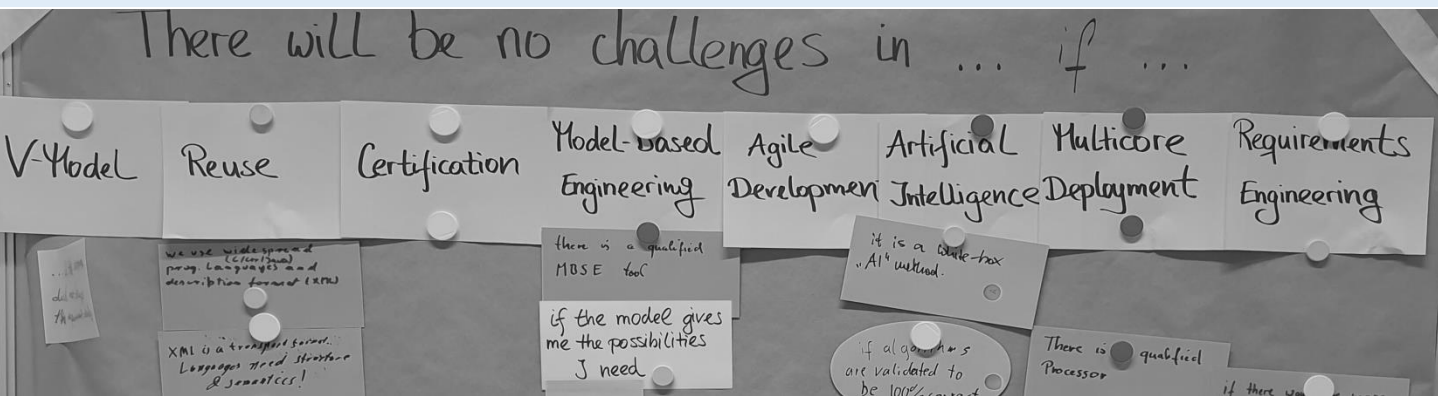 There will be no challenges in ... if ...
V-Model
Reuse
Certification
Model-based
Engineering
Agile
Developmen
Artificial
Intelligence
Multicore
Deployment
Requirements
Engineering
we use widespread
prog. Languages and
description format (XML)
XML is a transport format.
Languages need structure
& semantics!
there is a qualified
MBSE tool
if the model gives
me the possibilities
I need
it is a white-box
"AI" method.
if algorithms
are validated to
be 100%
There is qualified
Processor
if there